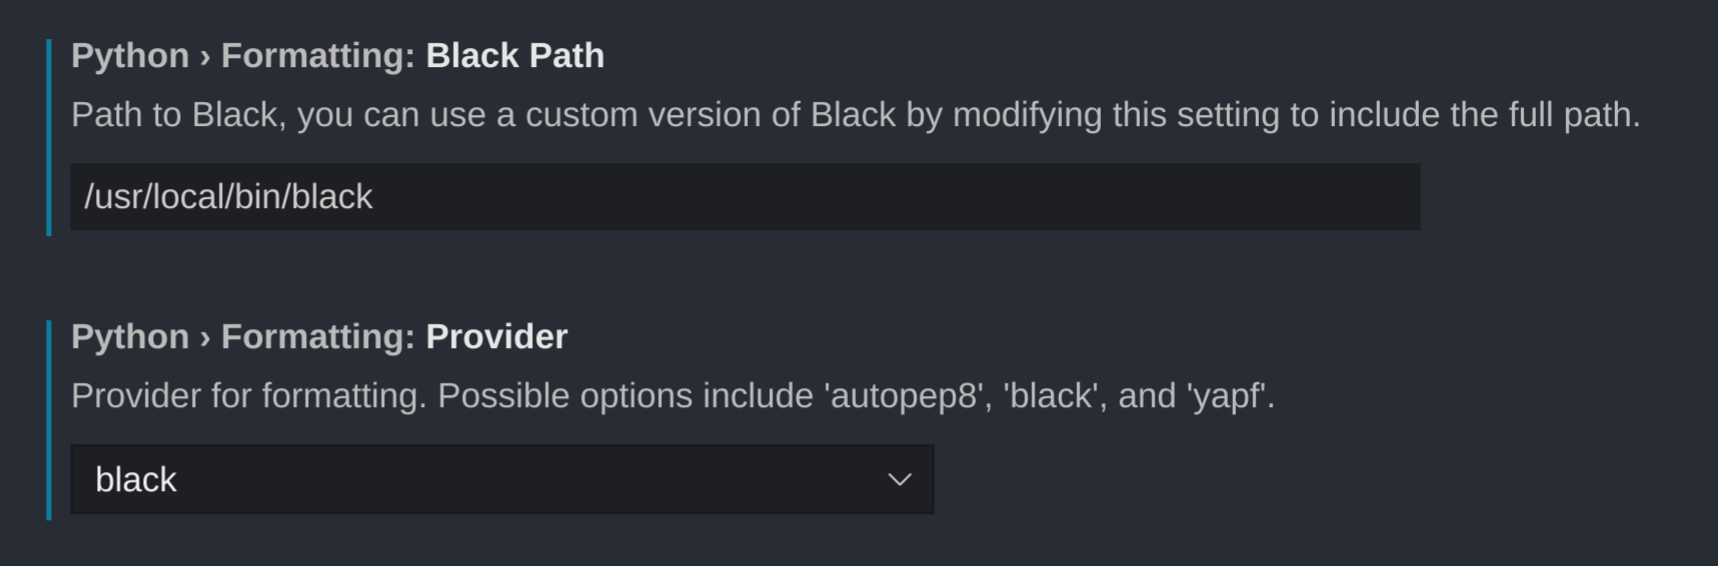 Python › Formatting: Black Path
Path to Black, you can use a custom version of Black by modifying this setting to include the full path.
/usr/local/bin/black
Python › Formatting: Provider
Provider for formatting. Possible options include 'autopep8', 'black', and 'yapf'.
black